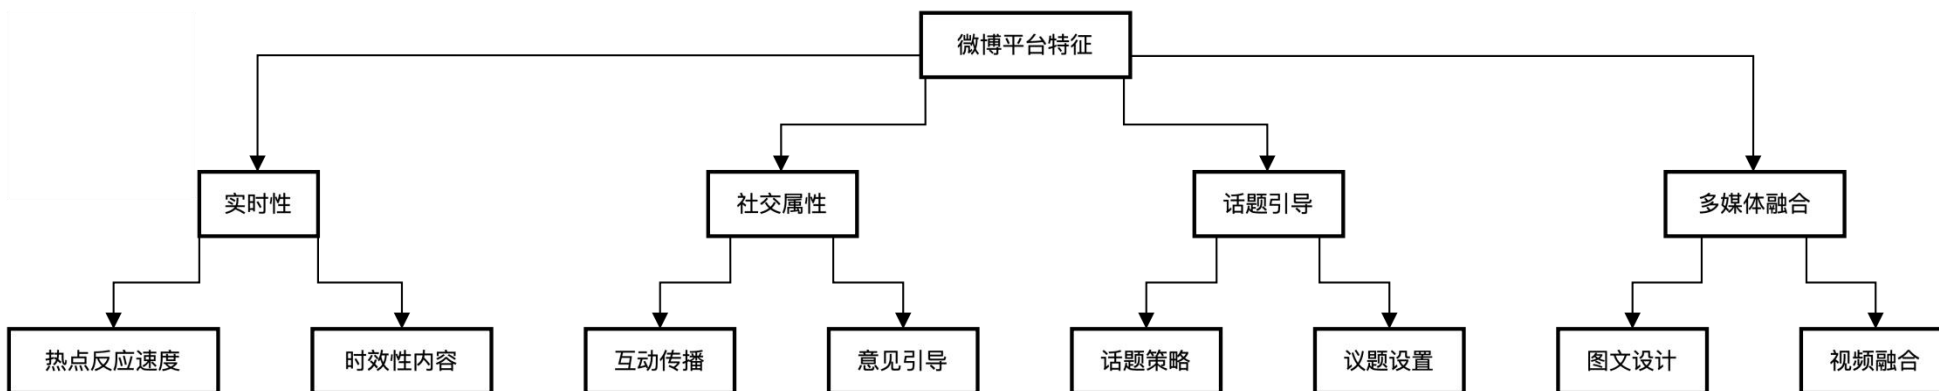 微博平台特征
实时性
社交属性
话题引导
多媒体融合
热点反应速度
时效性内容
互动传播
意见引导
话题策略
议题设置
图文设计
视频融合